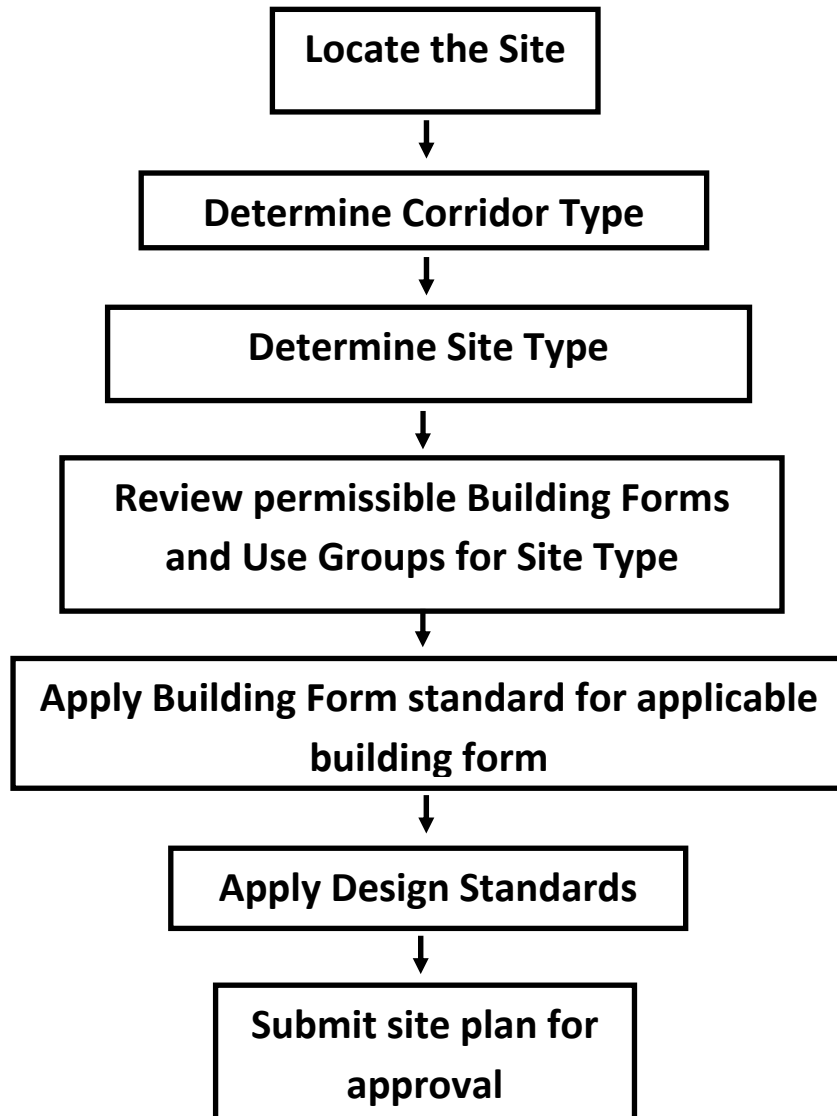 Locate the Site
Determine Corridor Type
Determine Site Type
Review permissible Building Forms
and Use Groups for Site Type
Apply Building Form standard for applicable
building form
Apply Design Standards
Submit site plan for
approval